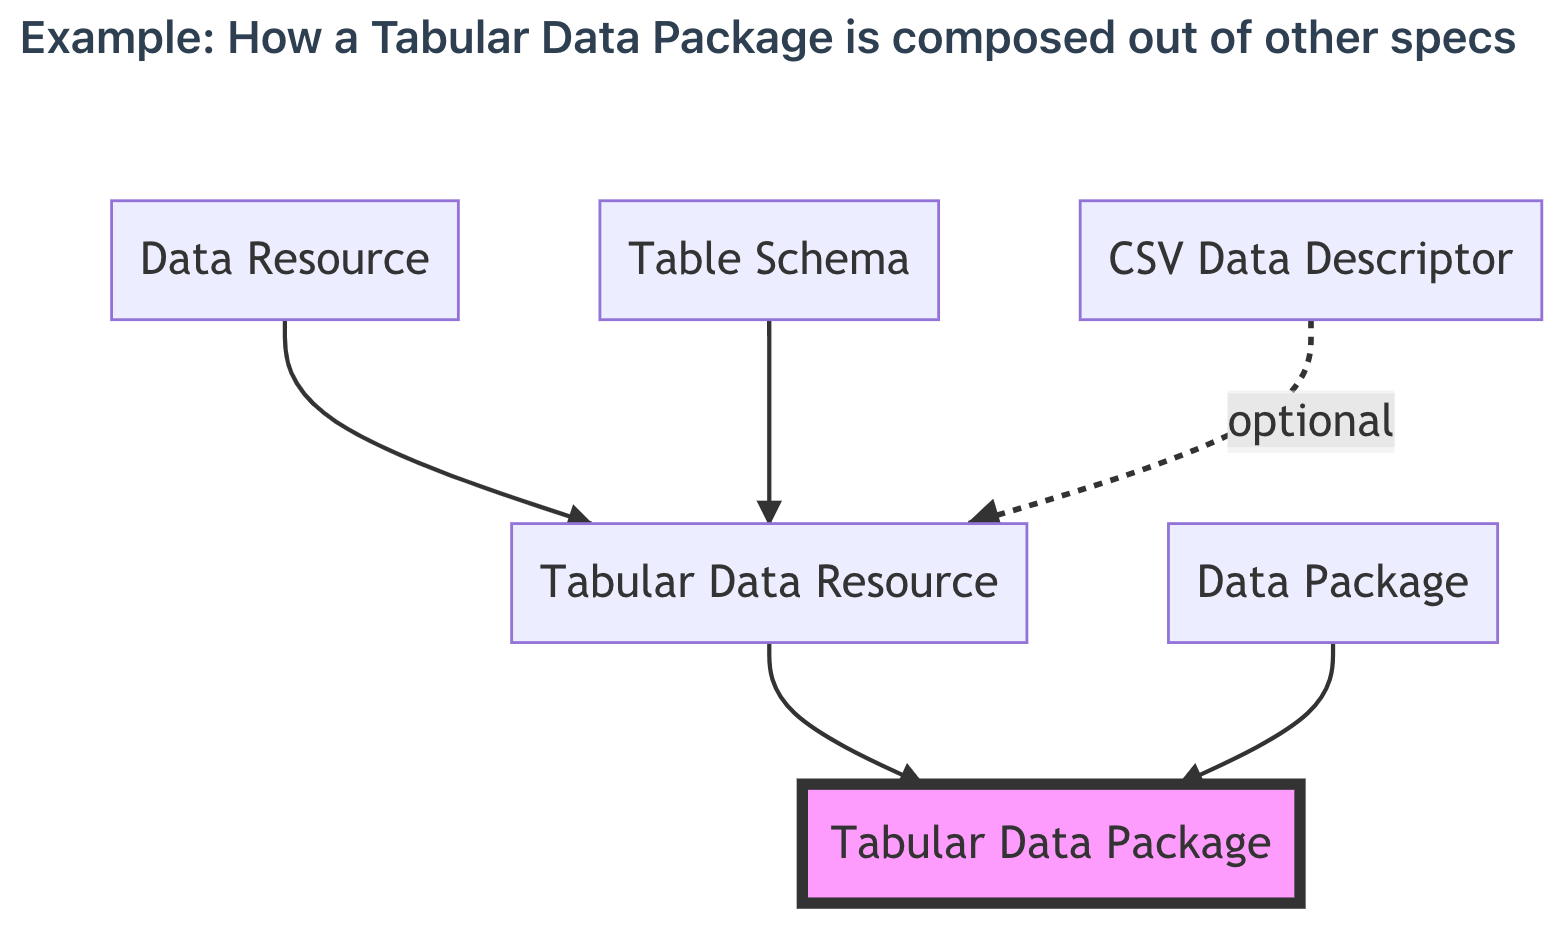 Example: How a Tabular Data Package is composed out of other specs
Data Resource
Table Schema
CSV Data Descriptor
optional
Tabular Data Resource
Data Package
Tabular Data Package